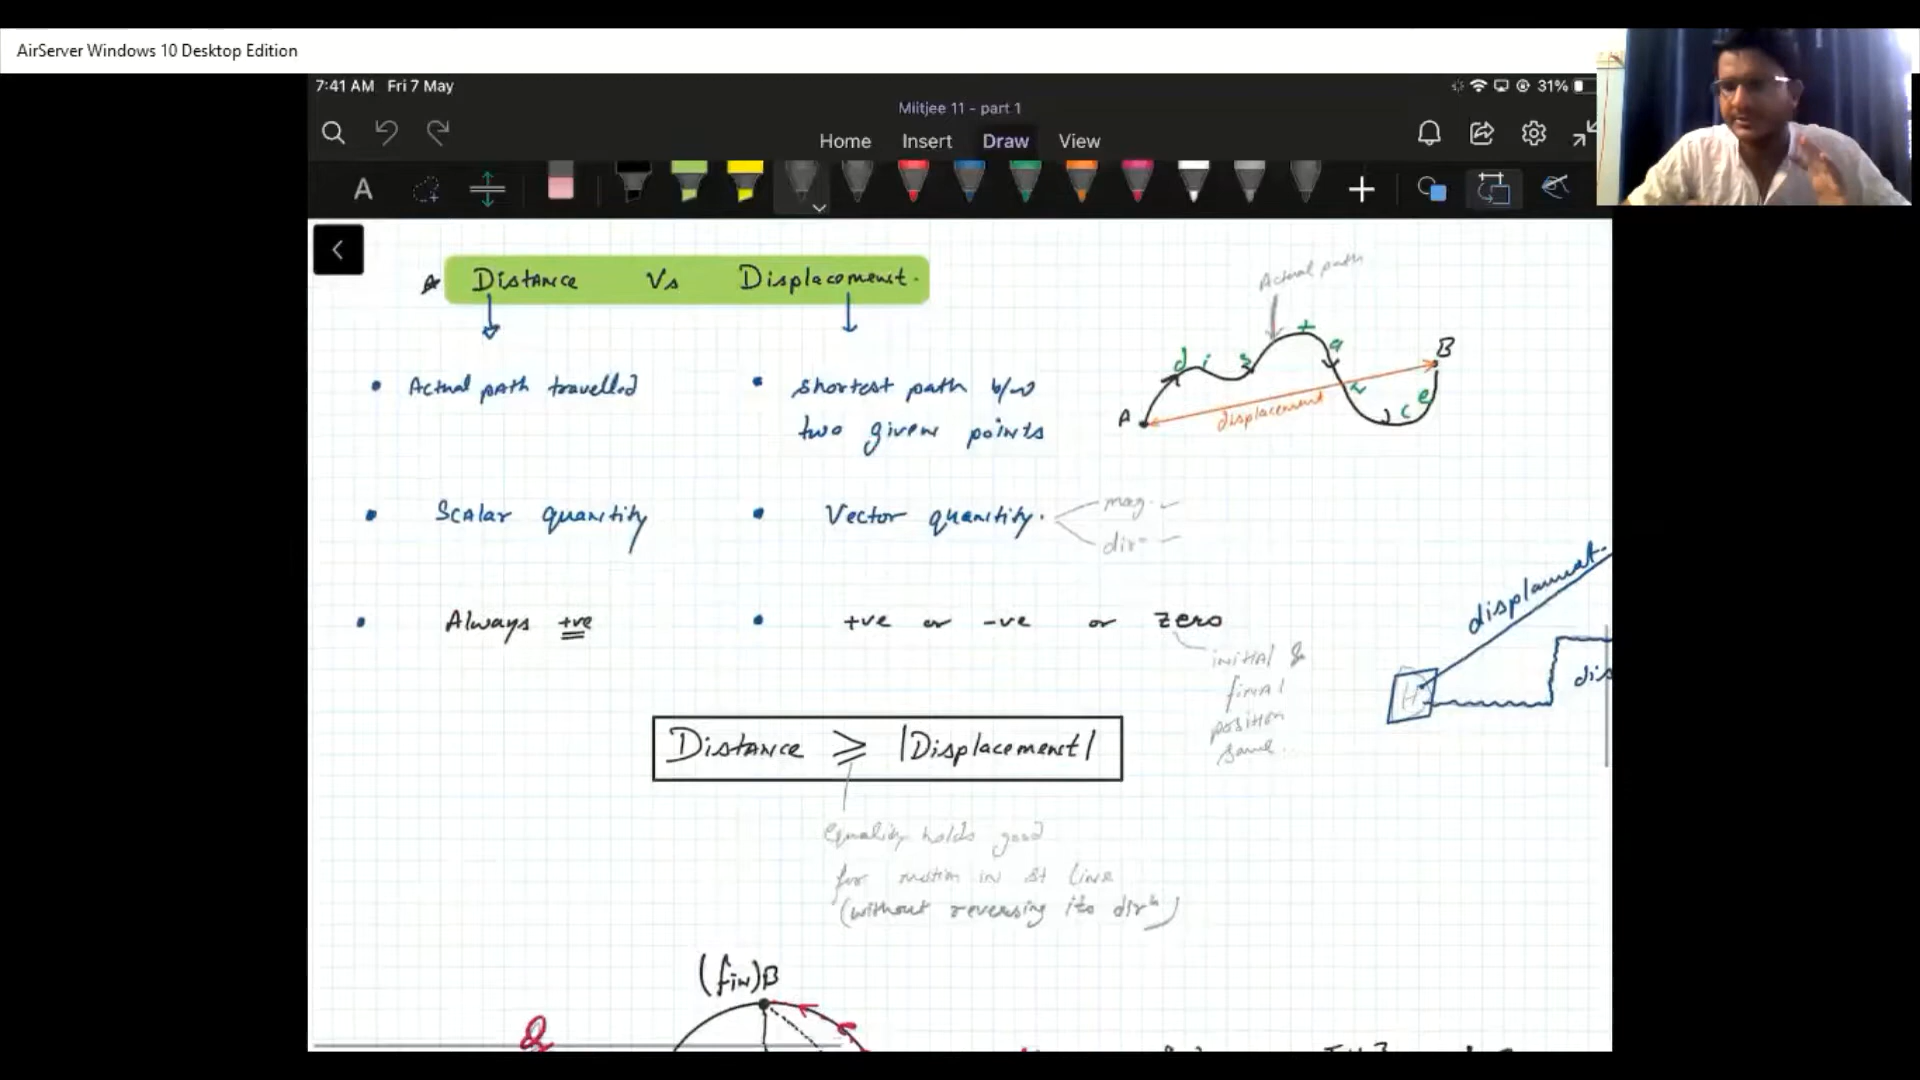 AirServer Windows 10 Desktop Edition
7:41 AM Fri 7 May
31%
Miitjee 11 - part 1
Home Insert Draw View
A
Distance Vs Displacement.
Actual path
• Actual path travelled
• shortest path b/w
two given points
A
B
distance
displacement
• Scalar quantity
• Vector quantity.
mag.
dirn
• Always +ve
• +ve or -ve or zero
initial &
final
position
same..
displacement.
H
dis
Distance ⩾ |Displacement|
equality holds good
for motion in st line
(without reversing its dirn)
(fin)B
Q